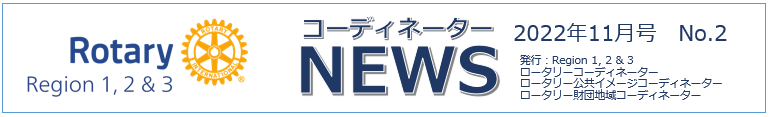 Rotary
Region 1, 2 & 3
ROTARY
INTERNATIONAL
コーディネーター
NEWS
2022年11月号 No.2
発行：Region 1, 2 & 3
ロータリーコーディネーター
ロータリー公共イメージコーディネーター
ロータリー財団地域コーディネーター